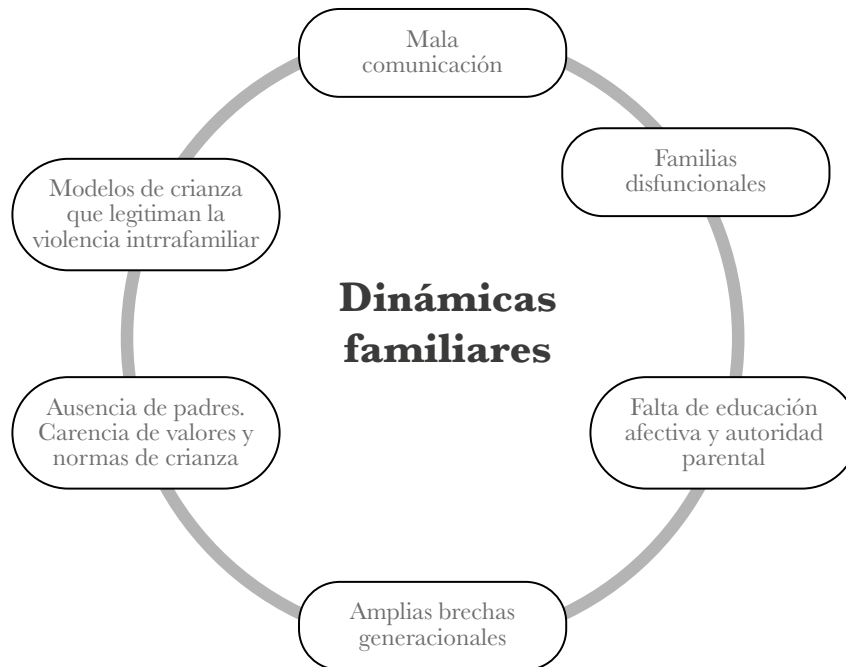 Mala
comunicación
Familias
disfuncionales
Modelos de crianza
que legitiman la
violencia intrrafamiliar
Dinámicas
familiares
Ausencia de padres.
Carencia de valores y
normas de crianza
Falta de educación
afectiva y autoridad
parental
Amplias brechas
generacionales